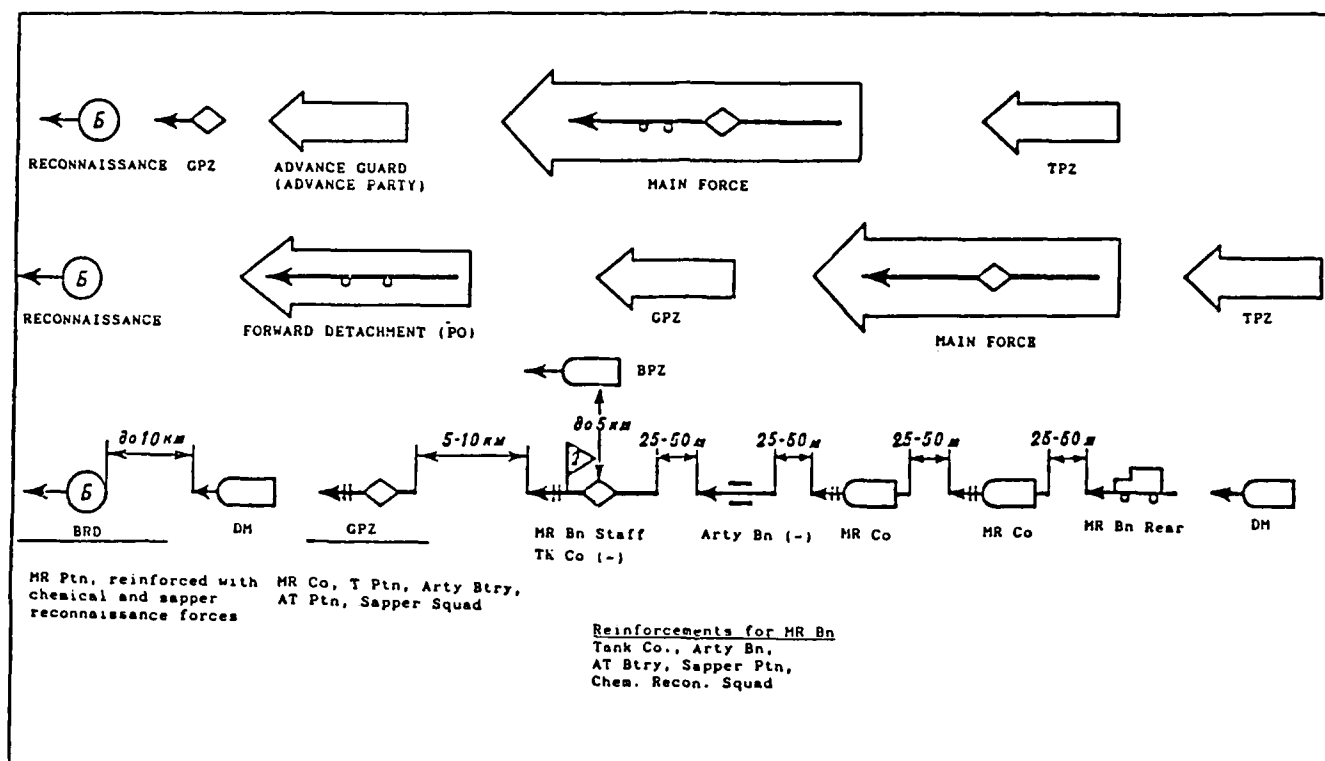 Б
RECONNAISSANCE
GPZ
ADVANCE GUARD
(ADVANCE PARTY)
MAIN FORCE
TPZ
Б
RECONNAISSANCE
FORWARD DETACHMENT (PO)
GPZ
MAIN FORCE
TPZ
BPZ
до 10 км
5-10 км
до 5 км
25-50 м
25-50 м
25-50 м
25-50 м
Б
BRD
DM
GPZ
MR Bn Staff
TK Co (-)
Arty Bn (-)
MR Co
MR Co
MR Bn Rear
DM
MR Ptn, reinforced with
chemical and sapper
reconnaissance forces
MR Co, T Ptn, Arty Btry,
AT Ptn, Sapper Squad
Reinforcements for MR Bn
Tank Co., Arty Bn,
AT Btry, Sapper Ptn,
Chem. Recon. Squad